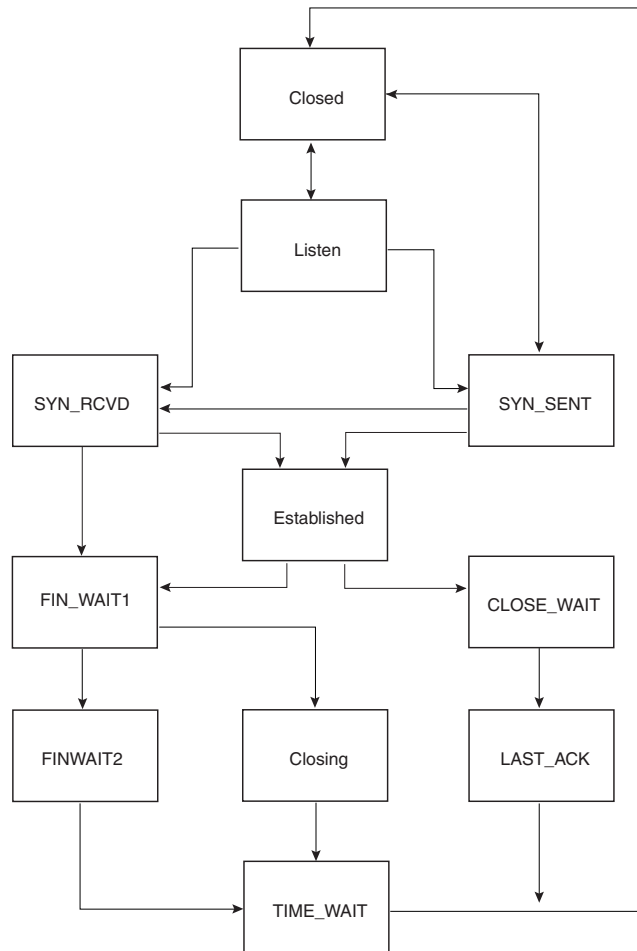 Closed
Listen
SYN_RCVD
SYN_SENT
Established
FIN_WAIT1
CLOSE_WAIT
FINWAIT2
Closing
LAST_ACK
TIME_WAIT